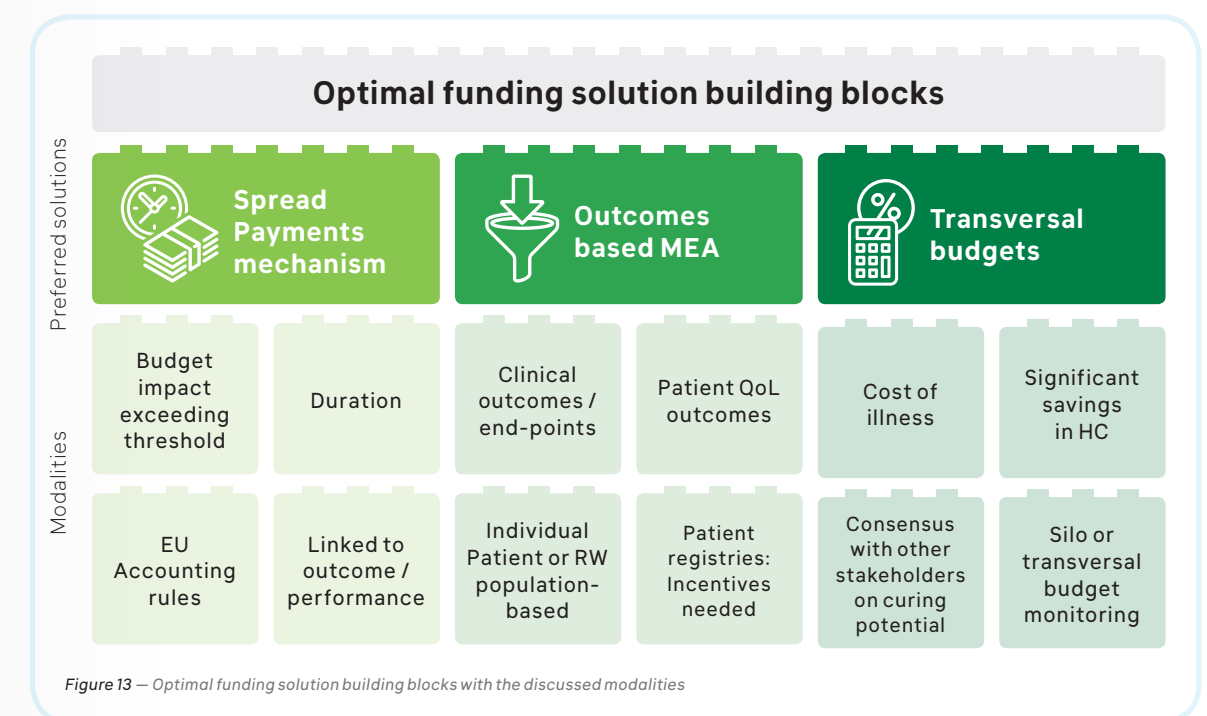 Optimal funding solution building blocks
Preferred solutions
Spread
Payments
mechanism
Outcomes
based MEA
%
Transversal
budgets
Modalities
Budget
impact
exceeding
threshold
Duration
Clinical
outcomes /
end-points
Patient QoL
outcomes
Cost of
illness
Significant
savings
in HC
EU
Accounting
rules
Linked to
outcome /
performance
Individual
Patient or RW
population-
based
Patient
registries:
Incentives
needed
Consensus
with other
stakeholders
on curing
potential
Silo or
transversal
budget
monitoring
Figure 13 — Optimal funding solution building blocks with the discussed modalities